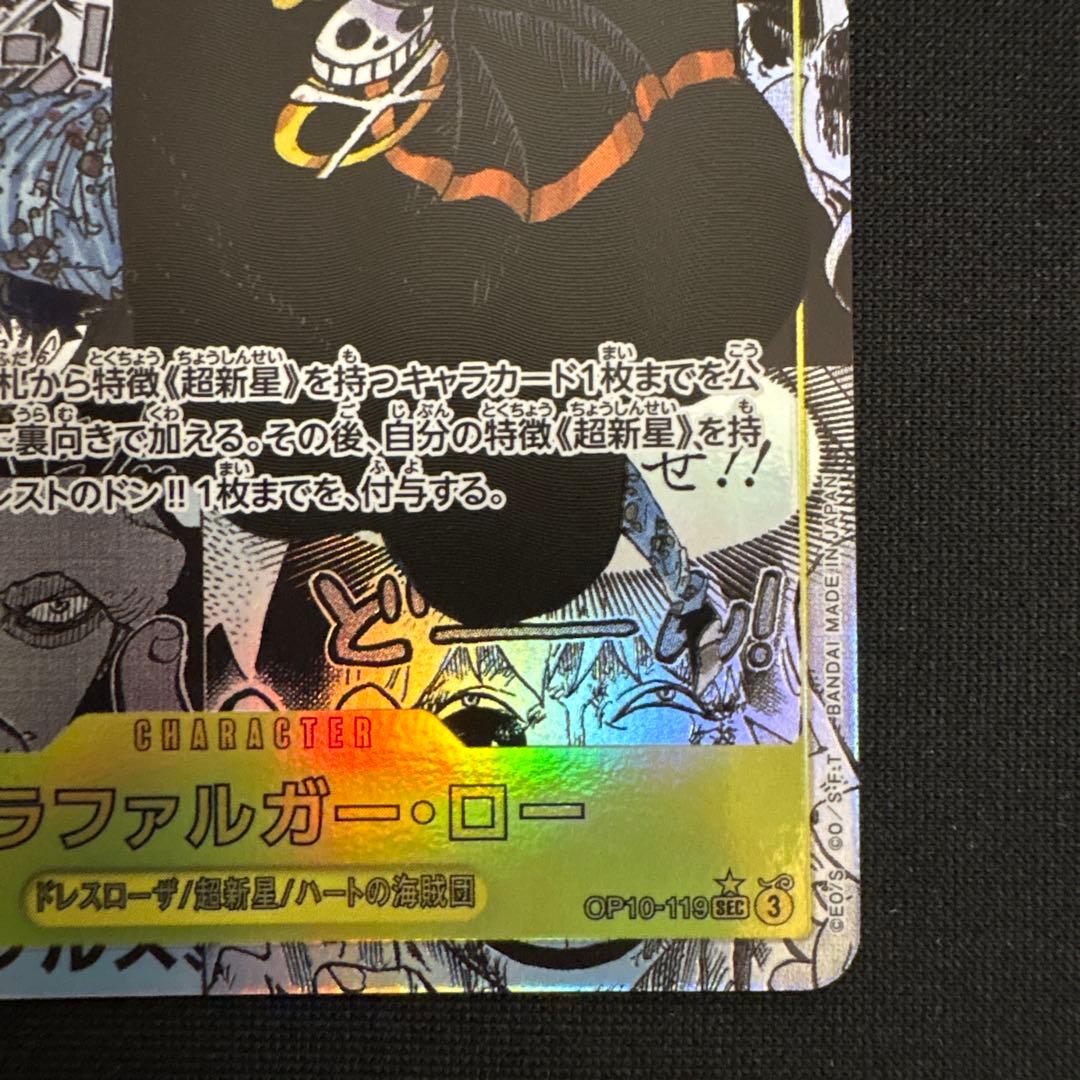 札から特徴《超新星》を持つキャラカード1枚までを公
に裏向きで加える。その後、自分の特徴《超新星》を持
レストのドン!!1枚までを、付与する。
せ!!
ドーン!
CHARACTER
ラファルガー・ロー
ドレスローザ/超新星/ハートの海賊団
OP10-119 SEC 3
©EO/S. ©O/S.F.T BANDAI MADE IN JAPAN